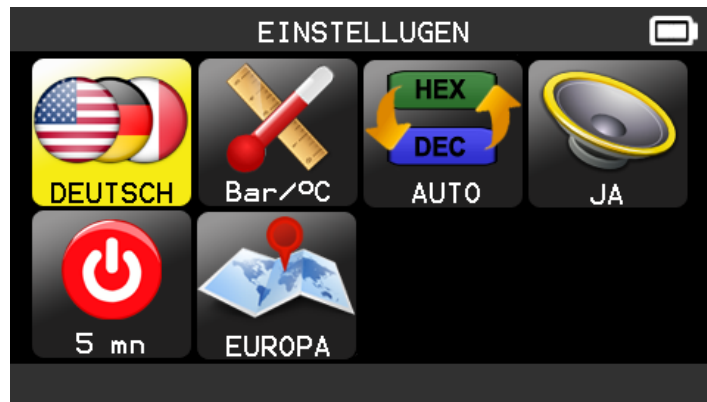 EINSTELLUGEN
HEX
DEC
DEUTSCH
Bar/ºC
AUTO
JA
5 mn
EUROPA